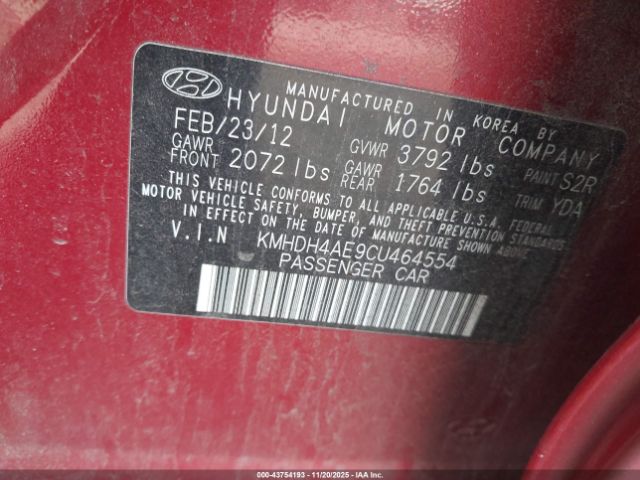 MANUFACTURED IN KOREA BY
HYUNDAI MOTOR COMPANY
FEB/23/12 GVWR 3792 lbs PAINT S2R
GAWR FRONT 2072 lbs GAWR REAR 1764 lbs TRIM YDA
THIS VEHICLE CONFORMS TO ALL APPLICABLE U.S.A. FEDERAL
MOTOR VEHICLE SAFETY, BUMPER, AND THEFT PREVENTION STANDARDS
IN EFFECT ON THE DATE OF MANUFACTURE SHOWN ABOVE.
V.I.N KMHDH4AE9CU464554
PASSENGER CAR
000-43754193 - 11/20/2025 - IAA Holdings, LLC.